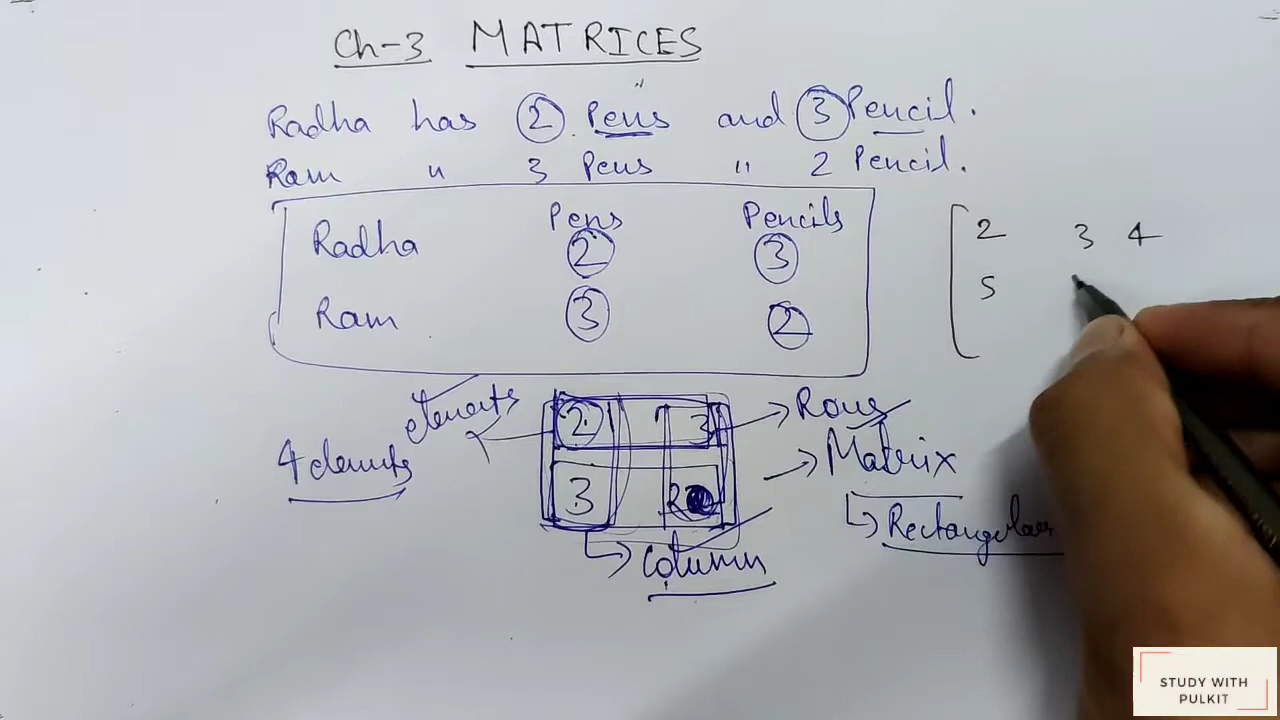 Ch-3 MATRICES
Radha has 2 Pens and 3 Pencil.
Ram " 3 Pens " 2 Pencil.
Pens Pencils
Radha 2 3
Ram 3 2
2 3 4
5
elements
4 elements
2 3
3 2
Rows
Matrix
Rectangular
Column
STUDY WITH
PULKIT